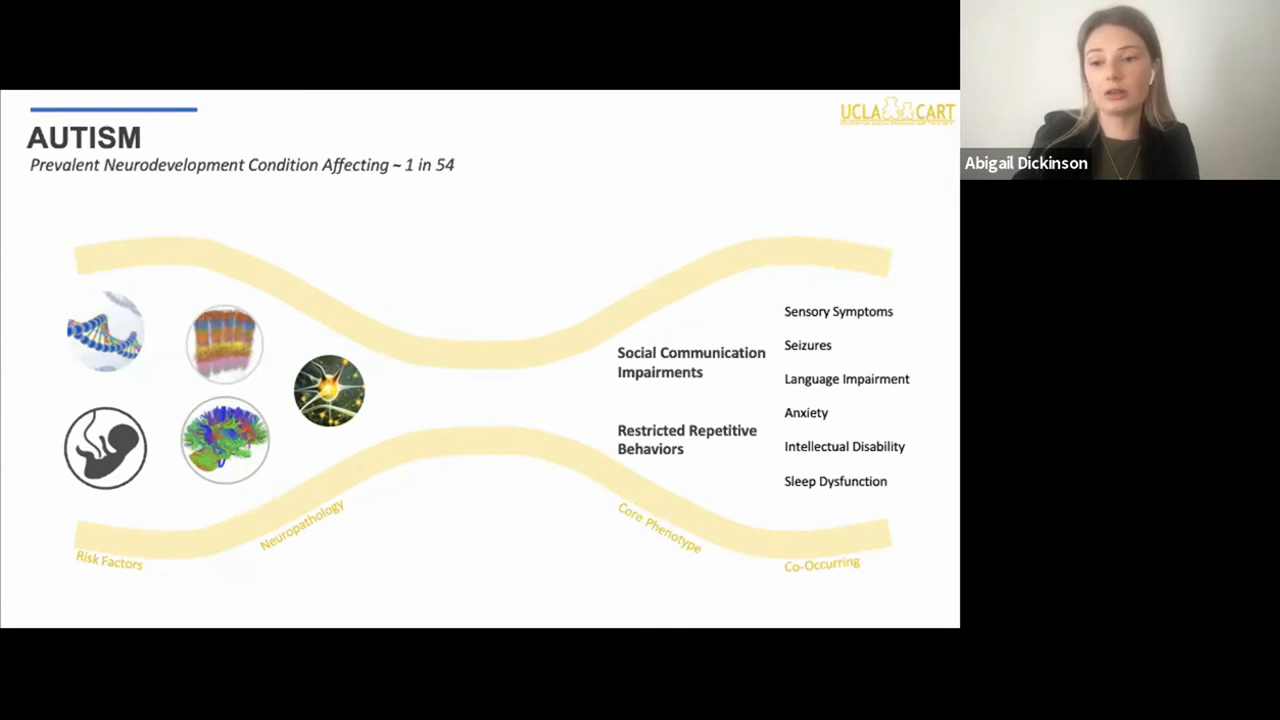 AUTISM
Prevalent Neurodevelopment Condition Affecting ~ 1 in 54
UCLA CART
Abigail Dickinson
Sensory Symptoms
Social Communication
Impairments
Seizures
Language Impairment
Anxiety
Restricted Repetitive
Behaviors
Intellectual Disability
Sleep Dysfunction
Risk Factors
Neuropathology
Core Phenotype
Co-Occurring